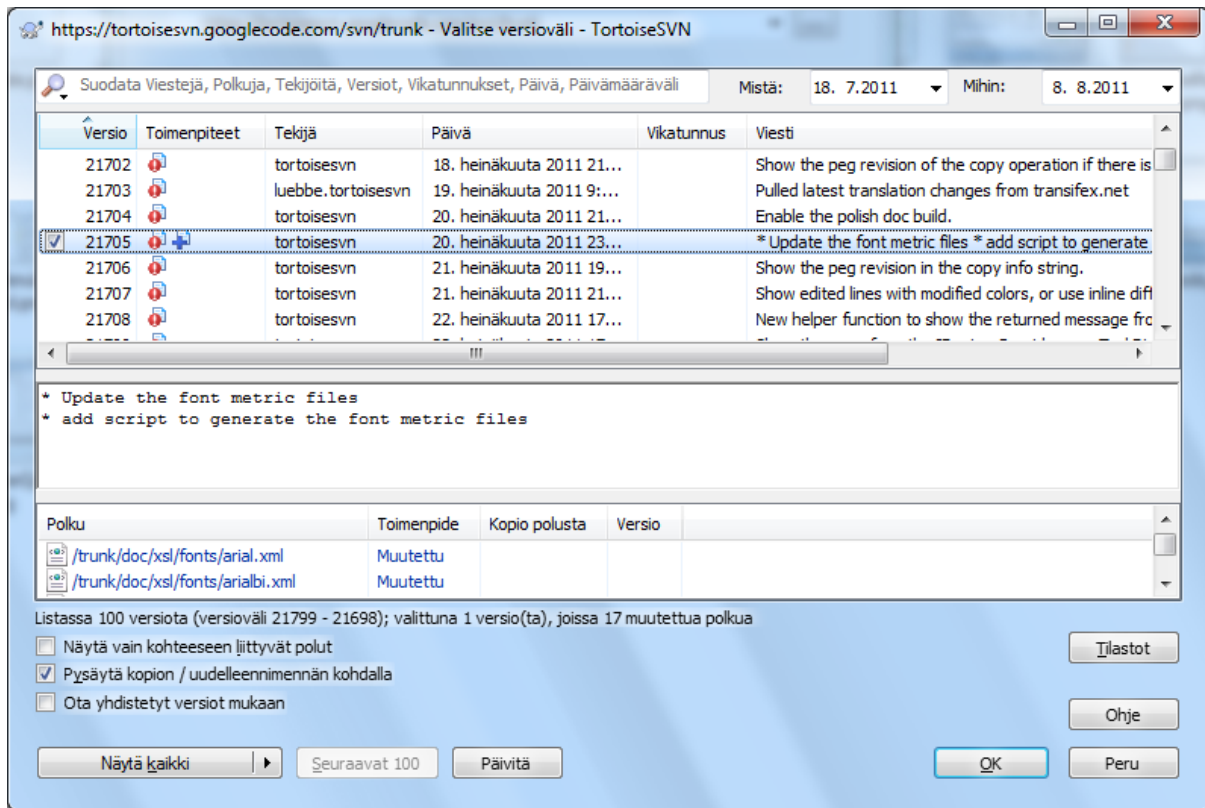 https://tortoisesvn.googlecode.com/svn/trunk - Valitse versioväli - TortoiseSVN
Suodata Viestejä, Polkuja, Tekijöitä, Versiot, Vikatunnukset, Päivä, Päivämääräväli Mistä: 18. 7.2011 Mihin: 8. 8.2011
Versio Toimenpiteet Tekijä Päivä Vikatunnus Viesti
21702 tortoisesvn 18. heinäkuuta 2011 21... Show the peg revision of the copy operation if there is
21703 luebbe.tortoisesvn 19. heinäkuuta 2011 9:... Pulled latest translation changes from transifex.net
21704 tortoisesvn 20. heinäkuuta 2011 21... Enable the polish doc build.
21705 tortoisesvn 20. heinäkuuta 2011 23... * Update the font metric files * add script to generate
21706 tortoisesvn 21. heinäkuuta 2011 19... Show the peg revision in the copy info string.
21707 tortoisesvn 21. heinäkuuta 2011 21... Show edited lines with modified colors, or use inline diff
21708 tortoisesvn 22. heinäkuuta 2011 17... New helper function to show the returned message fro
* Update the font metric files
* add script to generate the font metric files
Polku Toimenpide Kopio polusta Versio
/trunk/doc/xsl/fonts/arial.xml Muutettu
/trunk/doc/xsl/fonts/arialbi.xml Muutettu
Listassa 100 versiota (versioväli 21799 - 21698); valittuna 1 versio(ta), joissa 17 muutettua polkua
Näytä vain kohteeseen liittyvät polut Tilastot
Pysäytä kopion / uudelleennimennän kohdalla
Ota yhdistetyt versiot mukaan
Ohje
Näytä kaikki Seuraavat 100 Päivitä OK Peru